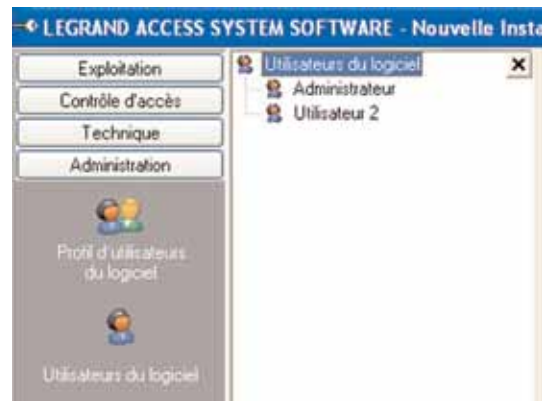 LEGRAND ACCESS SYSTEM SOFTWARE - Nouvelle Insta
Exploitation
Contrôle d'accès
Technique
Administration
Profil d'utilisateurs
du logiciel
Utilisateurs du logiciel
Utilisateurs du logiciel
Administrateur
Utilisateur 2